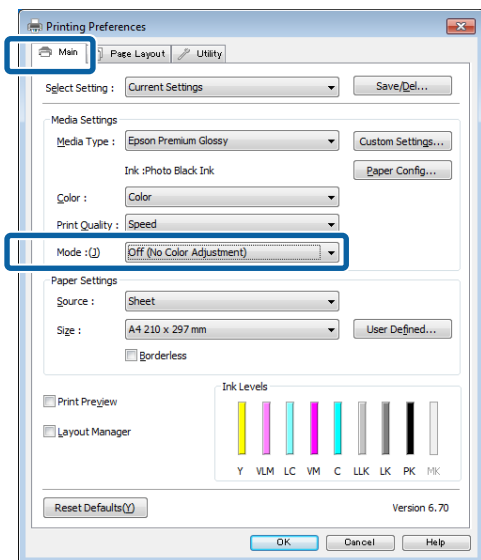 Printing Preferences
Main Page Layout Utility
Select Setting : Current Settings Save/Del...
Media Settings
Media Type : Epson Premium Glossy Custom Settings...
Ink :Photo Black Ink Paper Config...
Color : Color
Print Quality : Speed
Mode :(J) Off (No Color Adjustment)
Paper Settings
Source : Sheet
Size : A4 210 x 297 mm User Defined...
Borderless
Ink Levels
Print Preview
Layout Manager
Y VLM LC VM C LLK LK PK MK
Reset Defaults(Y) Version 6.70
OK Cancel Help